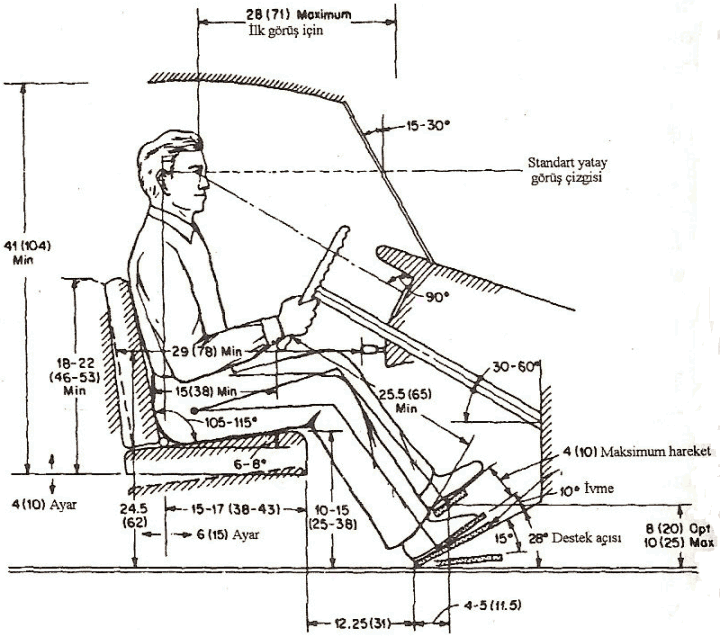 28 (71) Maximum
İlk görüş için
15-30°
Standart yatay
görüş çizgisi
41 (104)
Min
90°
29 (78) Min
18-22
(46-53)
Min
30-60°
15(38) Min
25.5 (65)
Min
105-115°
4 (10) Maksimum hareket
6-8°
10° İvme
4 (10) Ayar
24.5
(62)
15-17 (38-43)
10-15
(25-38)
6 (15) Ayar
15°
28° Destek açısı
8 (20) Opt
10 (25) Max
4-5 (11.5)
12.25(31)